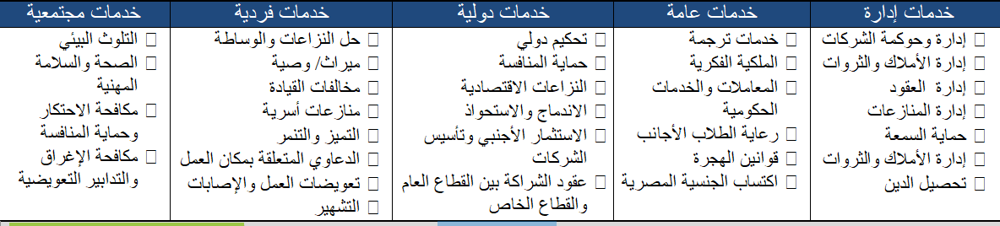 خدمات إدارة
إدارة وحوكمة الشركات
إدارة الأملاك والثروات
إدارة العقود
إدارة المنازعات
حماية السمعة
إدارة الأملاك والثروات
تحصيل الدين
خدمات عامة
خدمات ترجمة
الملكية الفكرية
المعاملات والخدمات
الحكومية
رعاية الطلاب الأجانب
قوانين الهجرة
اكتساب الجنسية المصرية
خدمات دولية
تحكيم دولي
حماية المنافسة
النزاعات الاقتصادية
الاندماج والاستحواذ
الاستثمار الأجنبي وتأسيس
الشركات
عقود الشراكة بين القطاع العام
والقطاع الخاص
خدمات فردية
حل النزاعات والوساطة
ميراث/ وصية
مخالفات القيادة
منازعات أسرية
التميز والتنمر
الدعاوي المتعلقة بمكان العمل
تعويضات العمل والإصابات
التشهير
خدمات مجتمعية
التلوث البيئي
الصحة والسلامة
المهنية
مكافحة الاحتكار
وحماية المنافسة
مكافحة الإغراق
والتدابير التعويضية